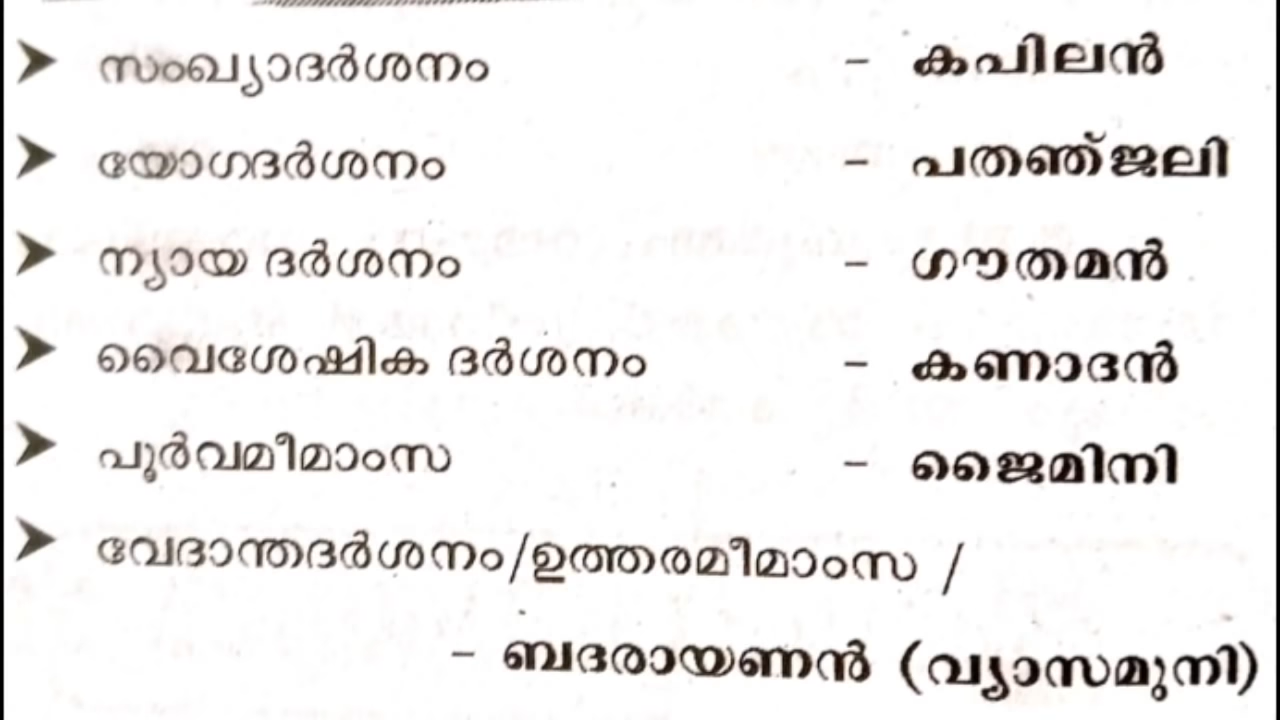 ➤ സംഖ്യാദർശനം – കപിലൻ
➤ യോഗദർശനം – പതഞ്ജലി
➤ ന്യായ ദർശനം – ഗൗതമൻ
➤ വൈശേഷിക ദർശനം – കണാദൻ
➤ പൂർവമീമാംസ – ജൈമിനി
➤ വേദാന്തദർശനം/ഉത്തരമീമാംസ /
– ബദരായണൻ (വ്യാസമുനി)